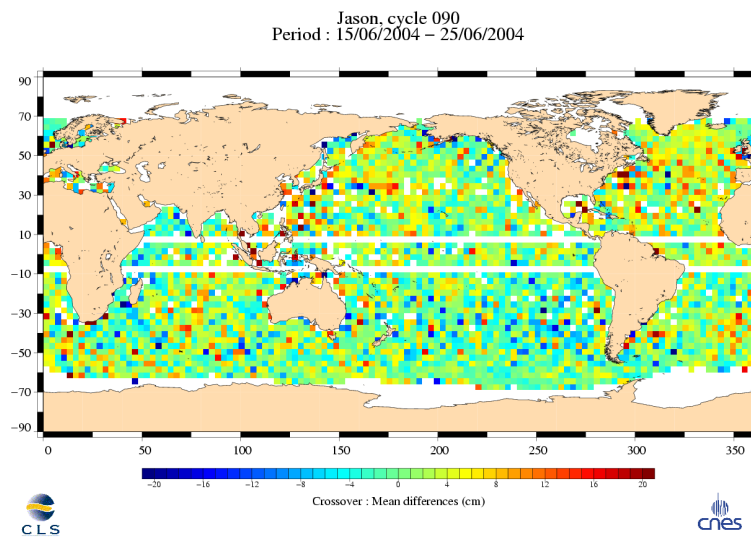 Jason, cycle 090
Period : 15/06/2004 − 25/06/2004
90
70
50
30
10
−10
−30
−50
−70
−90
0 50 100 150 200 250 300 350
−20 −16 −12 −8 −4 0 4 8 12 16 20
Crossover : Mean differences (cm)
CLS
cnes